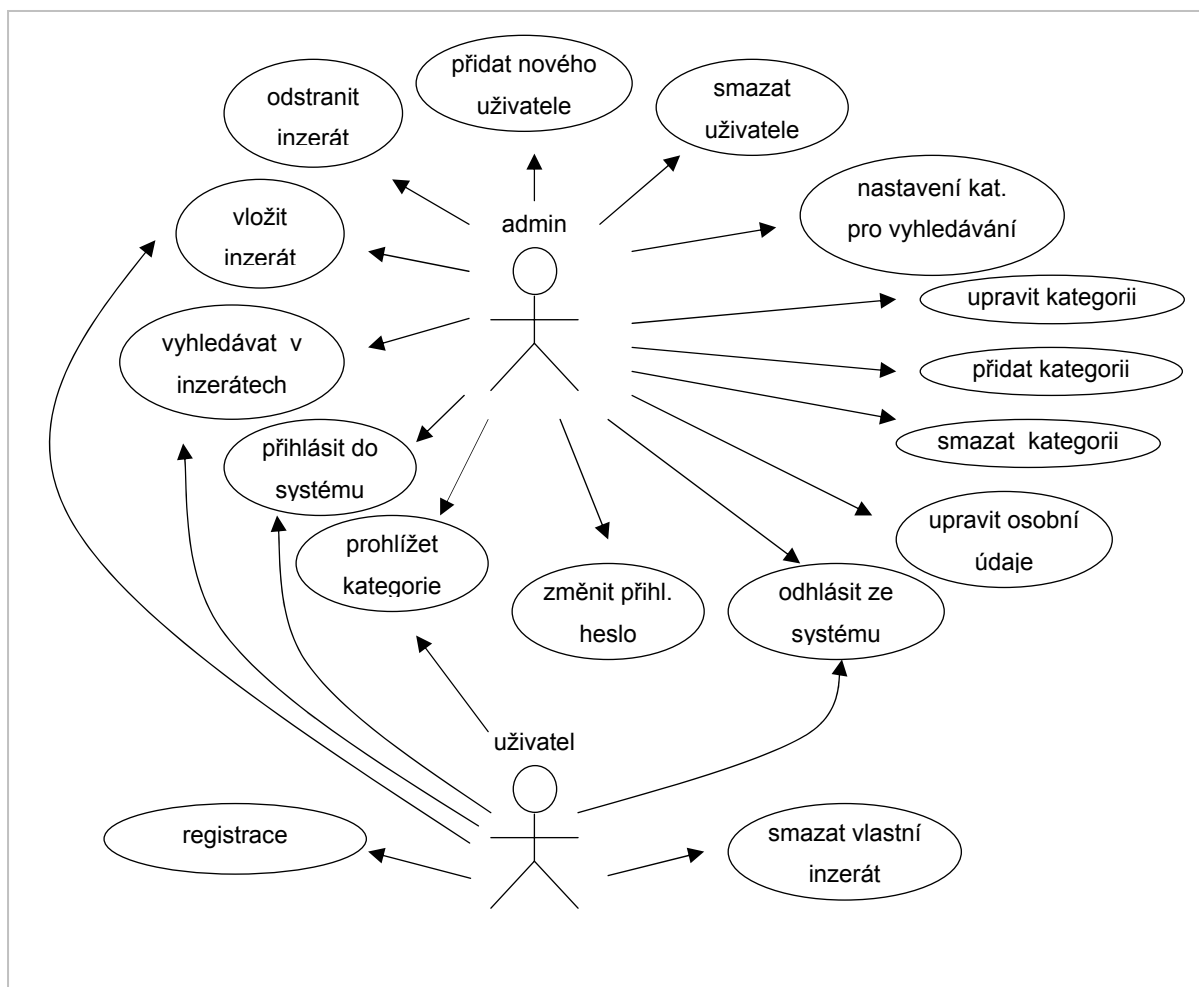 přidat nového
uživatele
odstranit
inzerát
smazat
uživatele
nastavení kat.
pro vyhledávání
vložit
inzerát
admin
upravit kategorii
vyhledávat v
inzerátech
přidat kategorii
smazat kategorii
přihlásit do
systému
upravit osobní
údaje
prohlížet
kategorie
změnit přihl.
heslo
odhlásit ze
systému
uživatel
registrace
smazat vlastní
inzerát